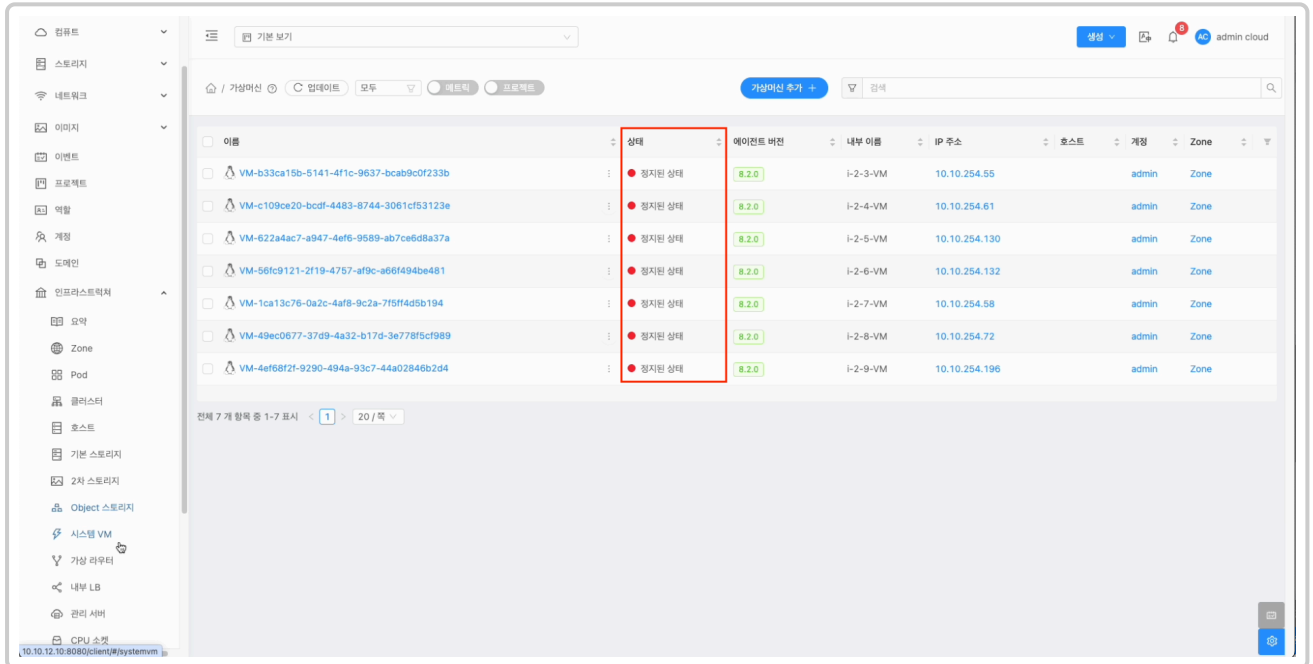 컴퓨트
스토리지
네트워크
이미지
이벤트
프로젝트
역할
계정
도메인
인프라스트럭쳐
요약
Zone
Pod
클러스터
호스트
기본 스토리지
2차 스토리지
Object 스토리지
시스템 VM
가상 라우터
내부 LB
관리 서버
CPU 소켓
10.10.12.10:8080/client/#/systemvm
기본 보기
생성
8
AC admin cloud
/ 가상머신 업데이트 모두 메트릭 프로젝트
가상머신 추가 +
검색
이름 상태 에이전트 버전 내부 이름 IP 주소 호스트 계정 Zone
VM-b33ca15b-5141-4f1c-9637-bcab9c0f233b 정지된 상태 8.2.0 i-2-3-VM 10.10.254.55 admin Zone
VM-c109ce20-bcdf-4483-8744-3061cf53123e 정지된 상태 8.2.0 i-2-4-VM 10.10.254.61 admin Zone
VM-622a4ac7-a947-4ef6-9589-ab7ce6d8a37a 정지된 상태 8.2.0 i-2-5-VM 10.10.254.130 admin Zone
VM-56fc9121-2f19-4757-af9c-a66f494be481 정지된 상태 8.2.0 i-2-6-VM 10.10.254.132 admin Zone
VM-1ca13c76-0a2c-4af8-9c2a-7f5ff4d5b194 정지된 상태 8.2.0 i-2-7-VM 10.10.254.58 admin Zone
VM-49ec0677-37d9-4a32-b17d-3e778f5cf989 정지된 상태 8.2.0 i-2-8-VM 10.10.254.72 admin Zone
VM-4ef68f2f-9290-494a-93c7-44a02846b2d4 정지된 상태 8.2.0 i-2-9-VM 10.10.254.196 admin Zone
전체 7 개 항목 중 1-7 표시 < 1 > 20 / 쪽